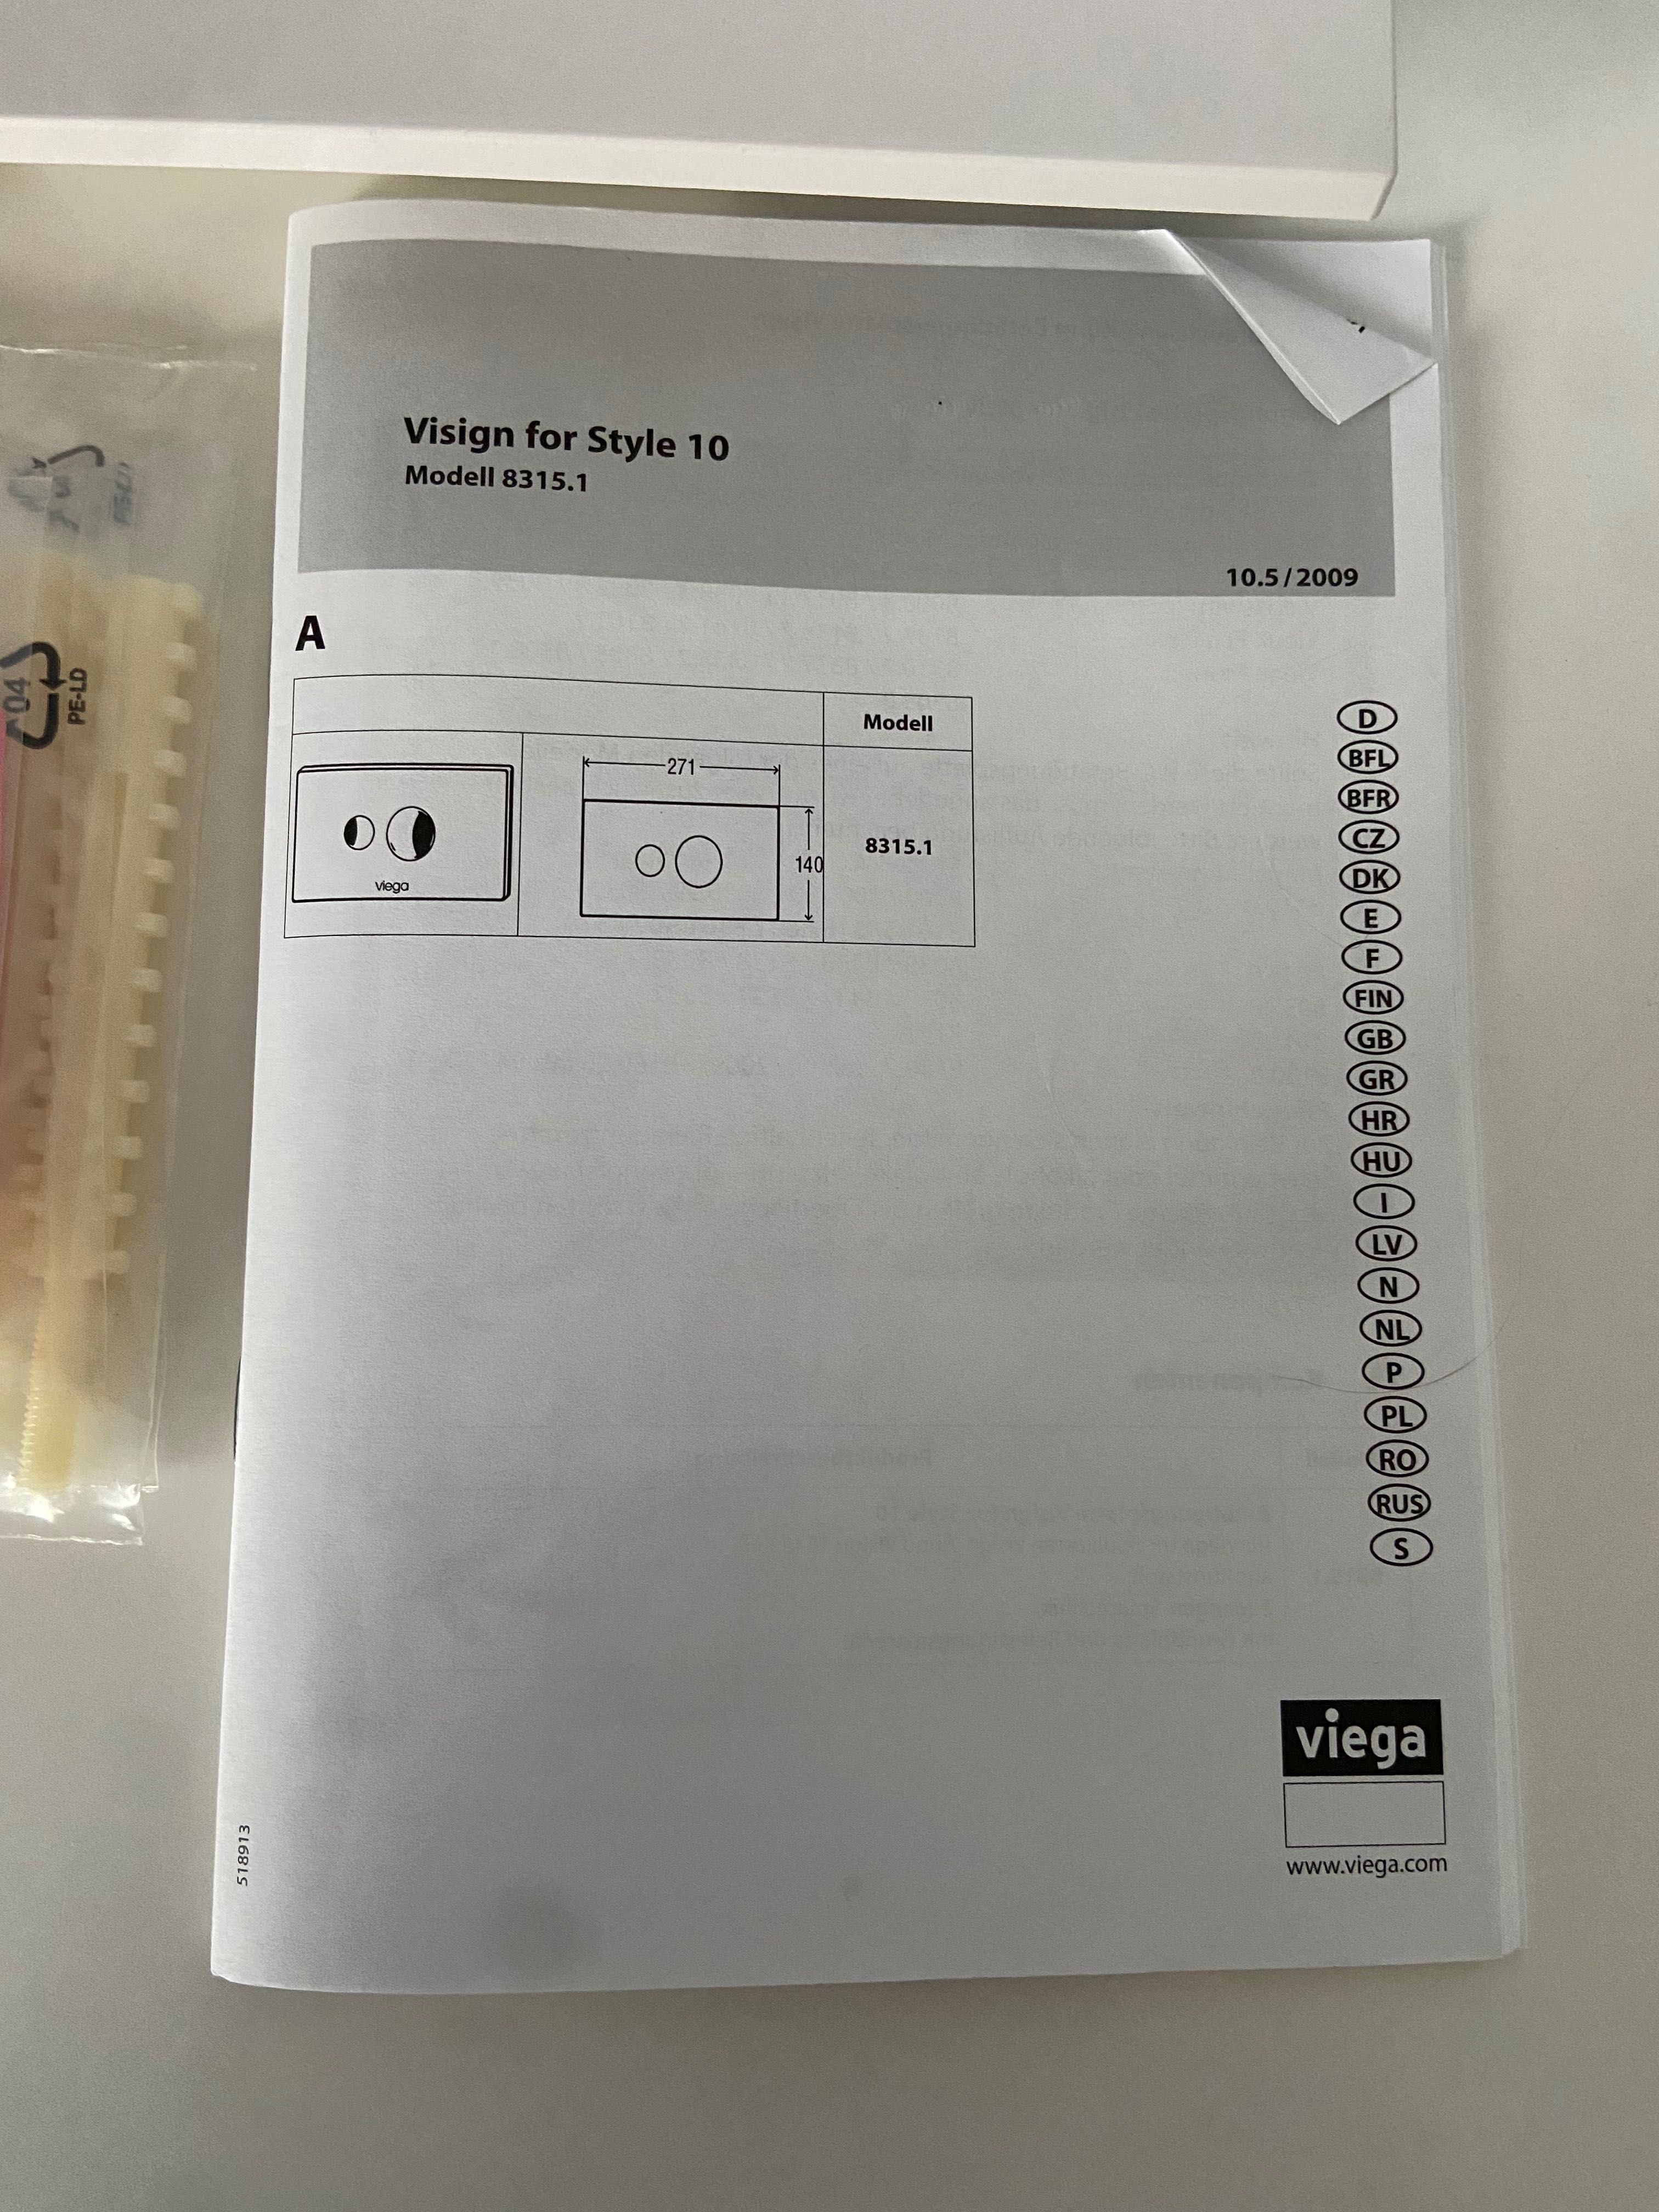 Visign for Style 10
Modell 8315.1
10.5/2009
A
Modell
271
140
8315.1
viega
D
BFL
BFR
CZ
DK
E
F
FIN
GB
GR
HR
HU
I
LV
N
NL
P
PL
RO
RUS
S
viega
www.viega.com
518913
04
PE-LD